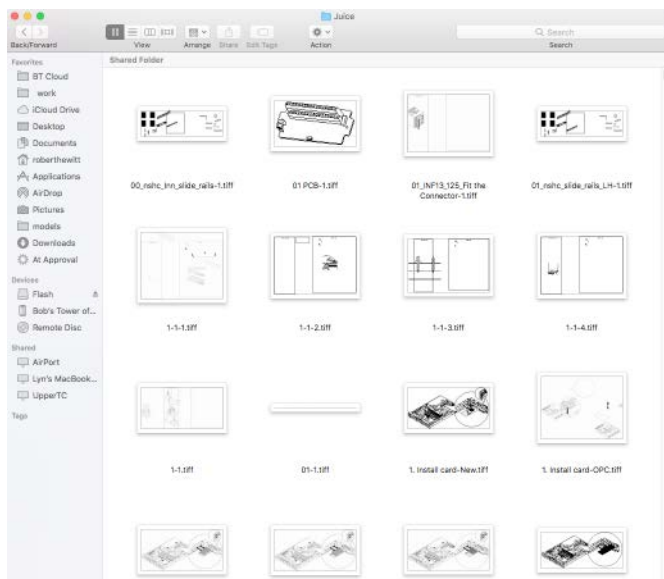 Juice
Search
Back/Forward View Arrange Share Edit Tags Action Search
Favorites
Shared Folder
BT Cloud
work
iCloud Drive
Desktop
Documents
roberthewitt
Applications
AirDrop
Pictures
models
Downloads
At Approval
Devices
Flash
Bob's Tower of...
Remote Disc
Shared
AirPort
Lyn's MacBook...
UpperTC
Tags
00_nshc_Inn_slide_rails-1.tiff
01 PCB-1.tiff
01_INF13_125_Fit the
Connector-1.tiff
01_nshc_slide_rails_LH-1.tiff
1-1-1.tiff
1-1-2.tiff
1-1-3.tiff
1-1-4.tiff
1-1.tiff
01-1.tiff
1. Install card-New.tiff
1. Install card-OPC.tiff